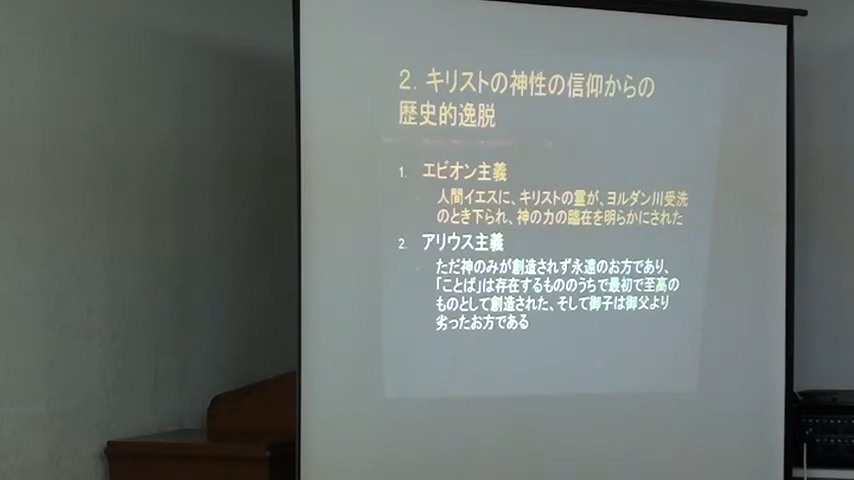 2. キリストの神性の信仰からの
歴史的逸脱
1. エビオン主義
人間イエスに、キリストの霊が、ヨルダン川受洗
のとき下られ、神の力の臨在を明らかにされた
2. アリウス主義
ただ神のみが創造されず永遠のお方であり、
「ことば」は存在するもののうちで最初で至高の
ものとして創造された、そして御子は御父より
劣ったお方である